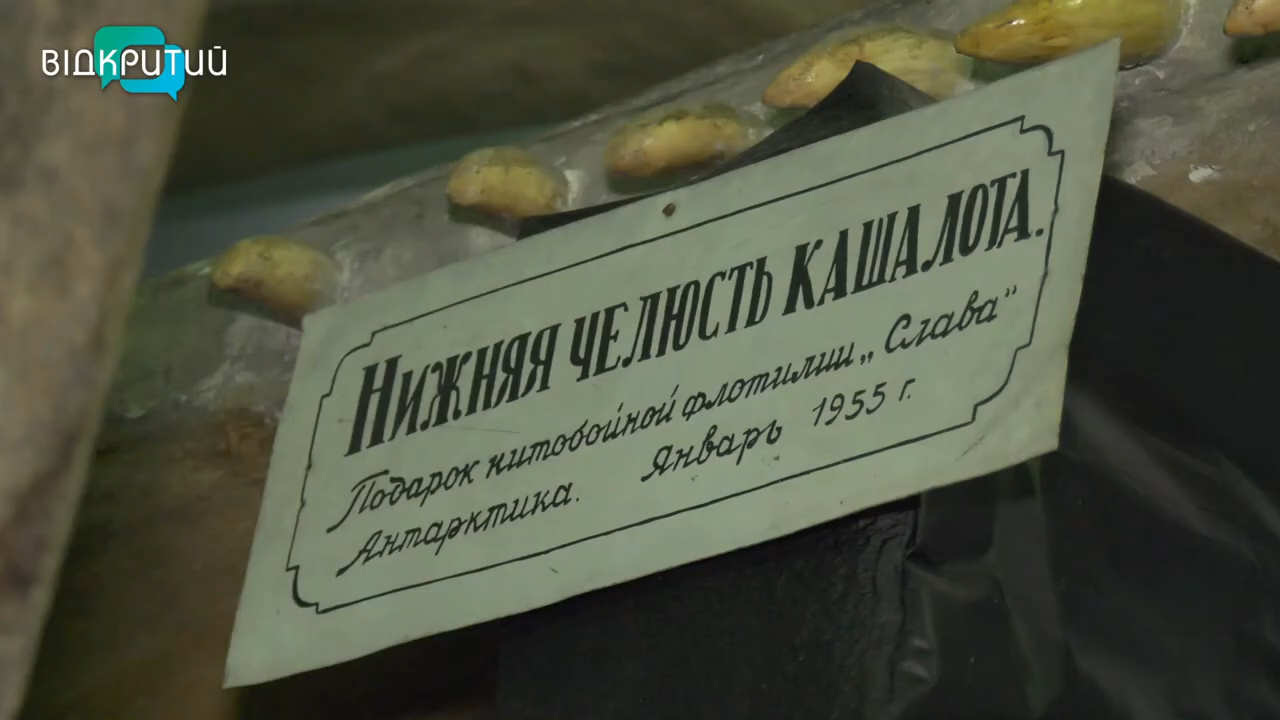 ВІДКРИТИЙ
НИЖНЯЯ ЧЕЛЮСТЬ КАШАЛОТА.
Подарок китобойной флотилии „Слава"
Антарктика. Январь 1955 г.